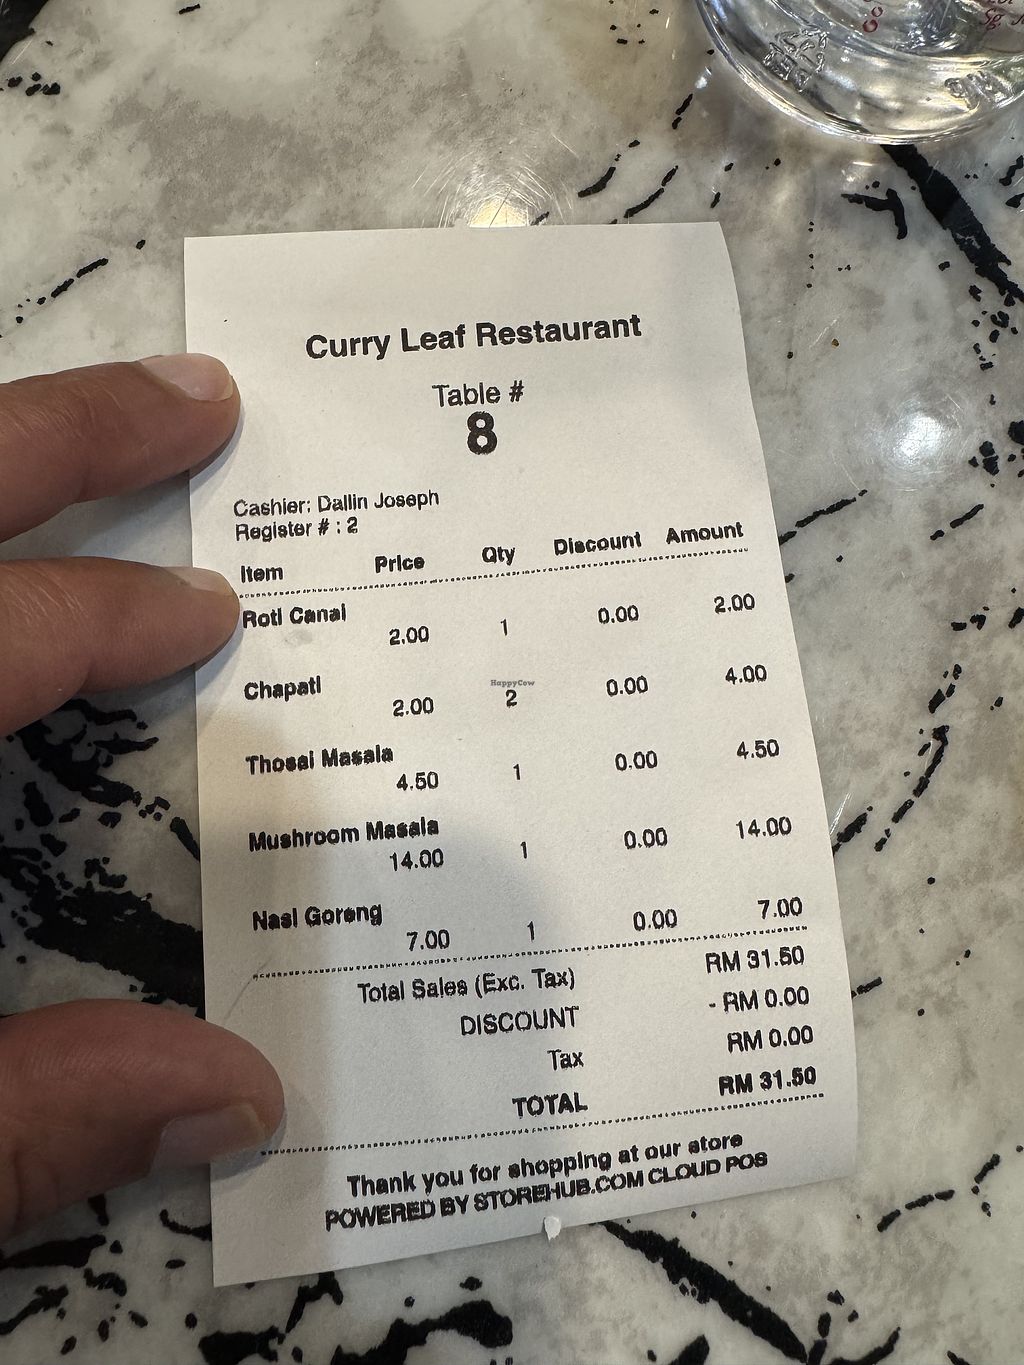 Curry Leaf Restaurant
Table #
8
Cashier: Dallin Joseph
Register # : 2
Item Price Qty Discount Amount
Roti Canai
2.00 1 0.00 2.00
Chapati
HappyCow
2.00 2 0.00 4.00
Thosai Masala
4.50 1 0.00 4.50
Mushroom Masala
14.00 1 0.00 14.00
Nasi Goreng
7.00 1 0.00 7.00
Total Sales (Exc. Tax) RM 31.50
DISCOUNT - RM 0.00
Tax RM 0.00
TOTAL RM 31.50
Thank you for shopping at our store
POWERED BY STOREHUB.COM CLOUD POS